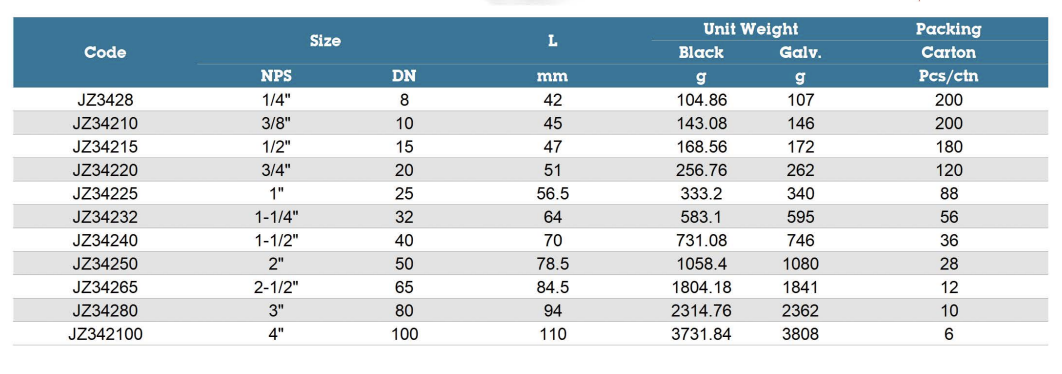 Code Size L Unit Weight Packing
Black Galv. Carton
NPS DN mm g g Pcs/ctn
JZ3428 1/4" 8 42 104.86 107 200
JZ34210 3/8" 10 45 143.08 146 200
JZ34215 1/2" 15 47 168.56 172 180
JZ34220 3/4" 20 51 256.76 262 120
JZ34225 1" 25 56.5 333.2 340 88
JZ34232 1-1/4" 32 64 583.1 595 56
JZ34240 1-1/2" 40 70 731.08 746 36
JZ34250 2" 50 78.5 1058.4 1080 28
JZ34265 2-1/2" 65 84.5 1804.18 1841 12
JZ34280 3" 80 94 2314.76 2362 10
JZ342100 4" 100 110 3731.84 3808 6